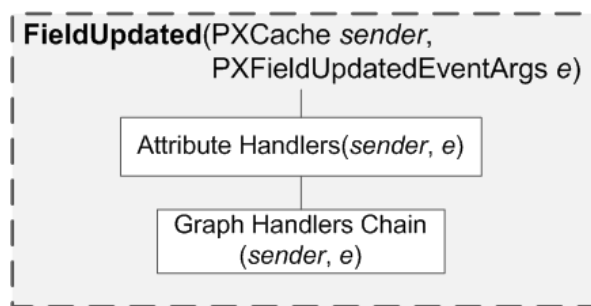 FieldUpdated(PXCache sender,
PXFieldUpdatedEventArgs e)
Attribute Handlers(sender, e)
Graph Handlers Chain
(sender, e)